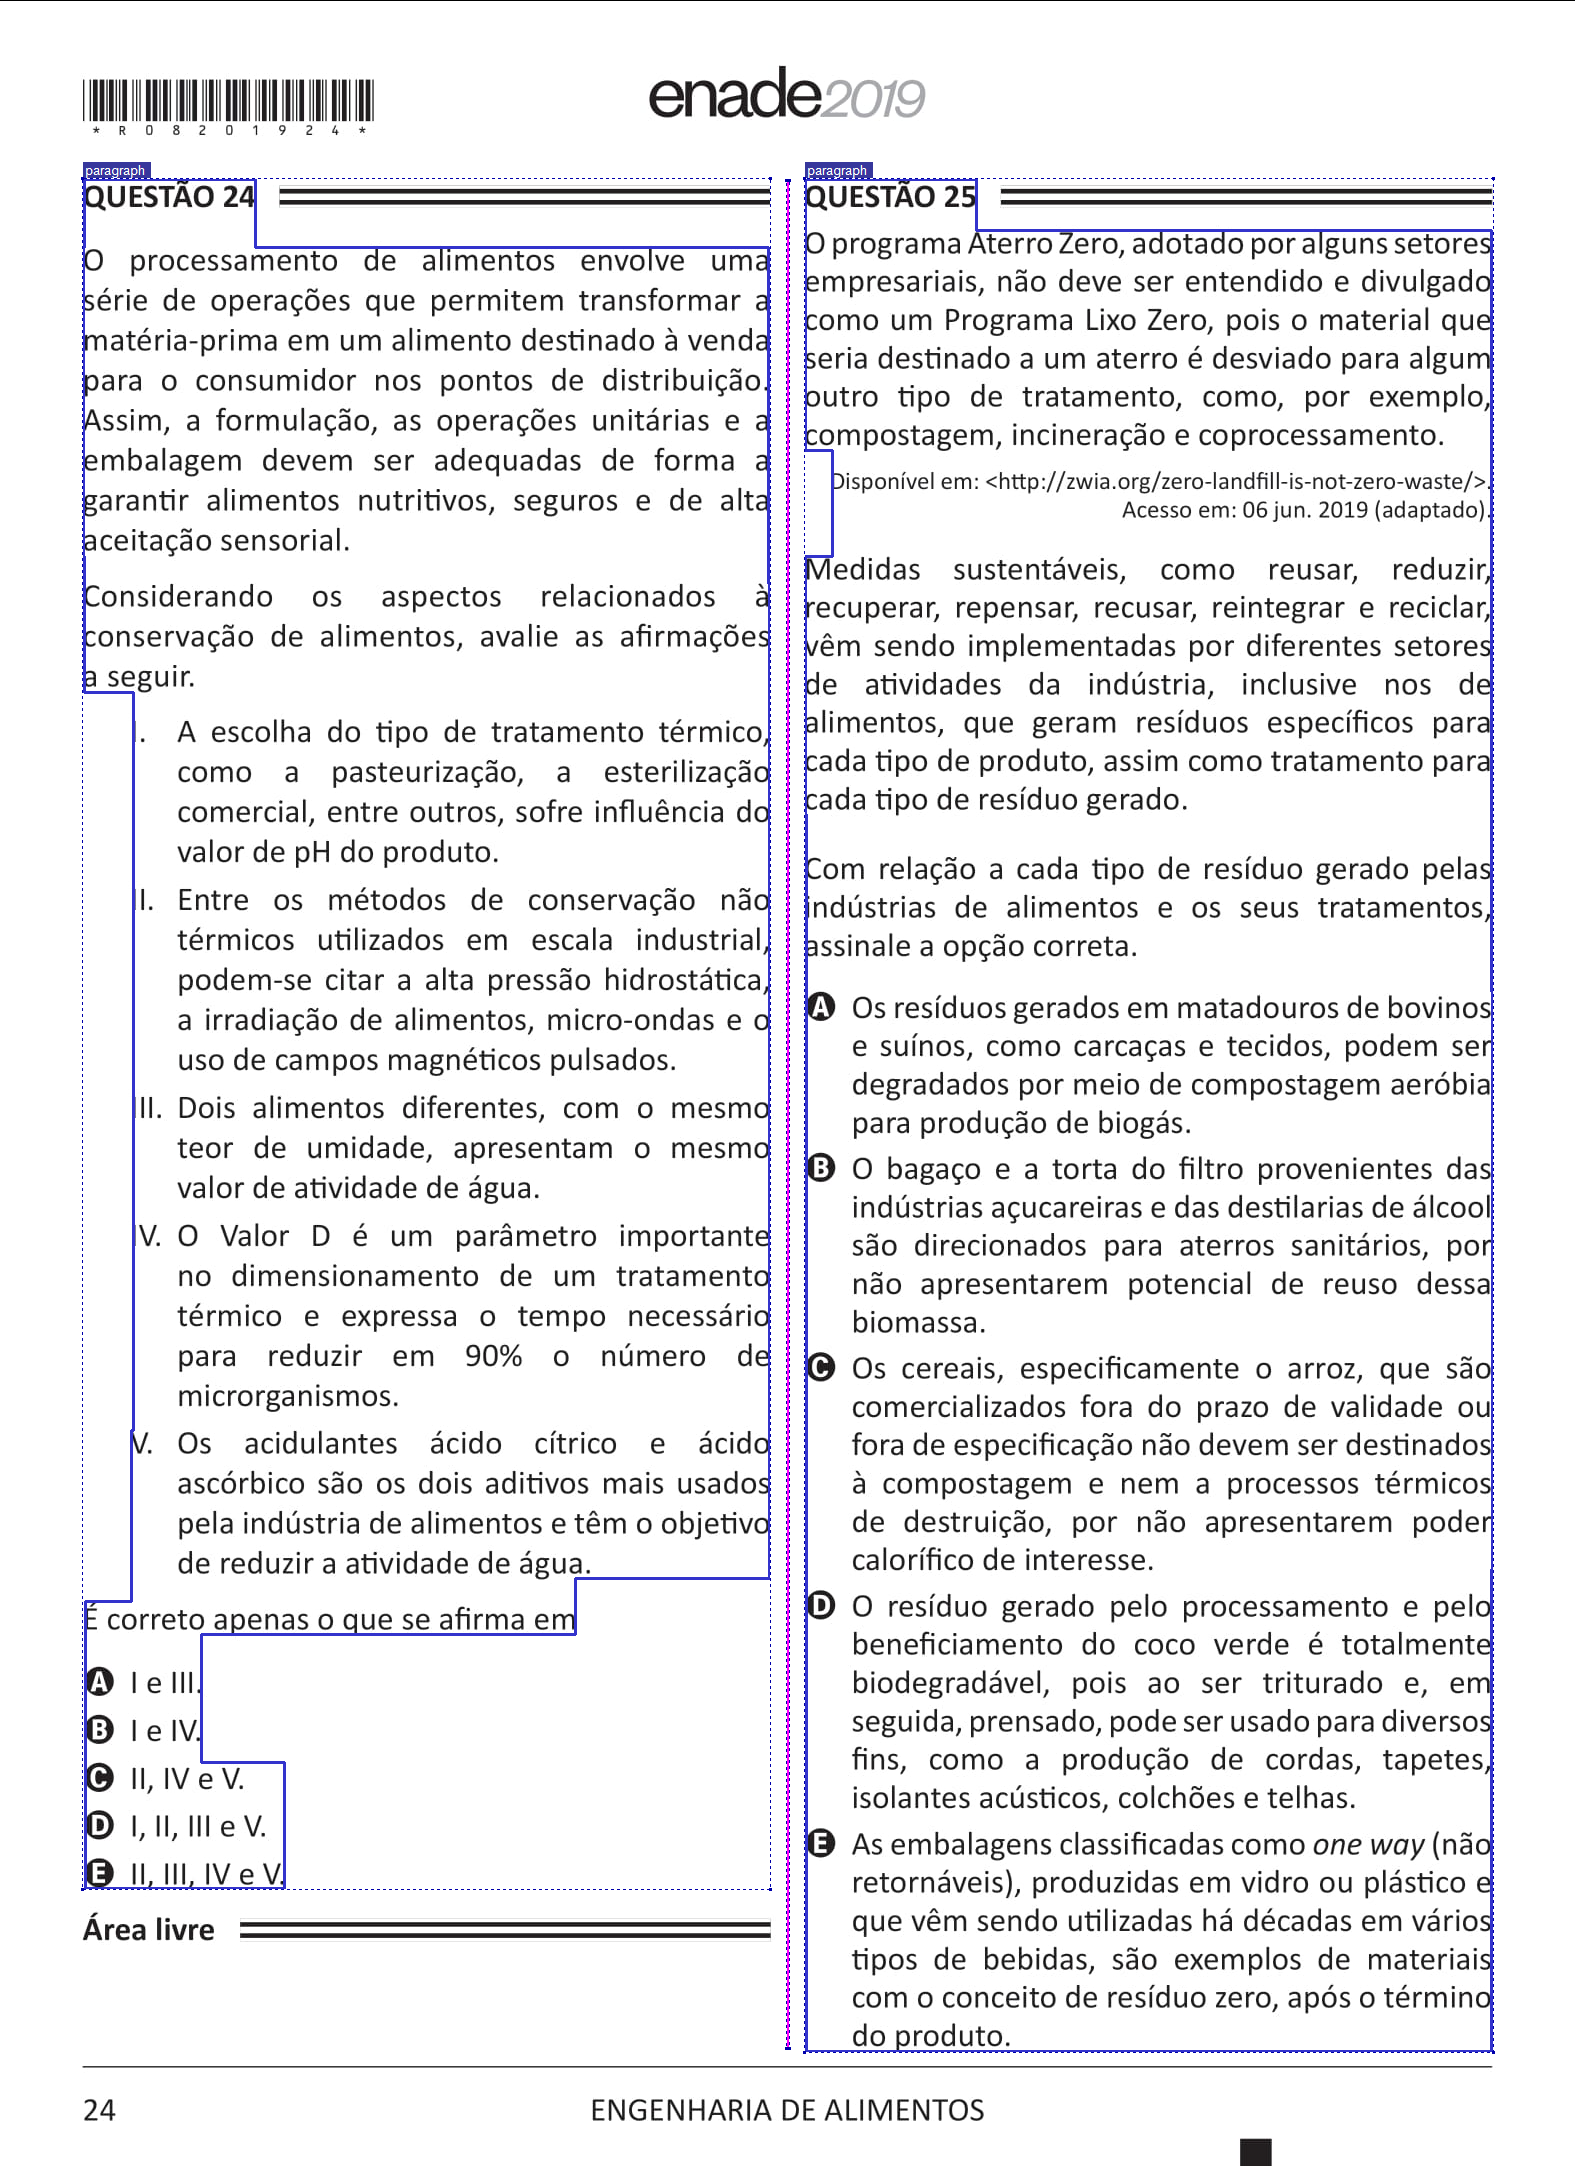 *R08201924*
enade2019
paragraph
QUESTÃO 24
O processamento de alimentos envolve uma
série de operações que permitem transformar a
matéria-prima em um alimento destinado à venda
para o consumidor nos pontos de distribuição.
Assim, a formulação, as operações unitárias e a
embalagem devem ser adequadas de forma a
garantir alimentos nutritivos, seguros e de alta
aceitação sensorial.
Considerando os aspectos relacionados à
conservação de alimentos, avalie as afirmações
a seguir.
I. A escolha do tipo de tratamento térmico,
como a pasteurização, a esterilização
comercial, entre outros, sofre influência do
valor de pH do produto.
II. Entre os métodos de conservação não
térmicos utilizados em escala industrial,
podem-se citar a alta pressão hidrostática,
a irradiação de alimentos, micro-ondas e o
uso de campos magnéticos pulsados.
III. Dois alimentos diferentes, com o mesmo
teor de umidade, apresentam o mesmo
valor de atividade de água.
IV. O Valor D é um parâmetro importante
no dimensionamento de um tratamento
térmico e expressa o tempo necessário
para reduzir em 90% o número de
microrganismos.
V. Os acidulantes ácido cítrico e ácido
ascórbico são os dois aditivos mais usados
pela indústria de alimentos e têm o objetivo
de reduzir a atividade de água.
É correto apenas o que se afirma em
A I e III.
B I e IV.
C II, IV e V.
D I, II, III e V.
E II, III, IV e V.
Área livre
paragraph
QUESTÃO 25
O programa Aterro Zero, adotado por alguns setores
empresariais, não deve ser entendido e divulgado
como um Programa Lixo Zero, pois o material que
seria destinado a um aterro é desviado para algum
outro tipo de tratamento, como, por exemplo,
compostagem, incineração e coprocessamento.
Disponível em: <http://zwia.org/zero-landfill-is-not-zero-waste/>.
Acesso em: 06 jun. 2019 (adaptado).
Medidas sustentáveis, como reusar, reduzir,
recuperar, repensar, recusar, reintegrar e reciclar,
vêm sendo implementadas por diferentes setores
de atividades da indústria, inclusive nos de
alimentos, que geram resíduos específicos para
cada tipo de produto, assim como tratamento para
cada tipo de resíduo gerado.
Com relação a cada tipo de resíduo gerado pelas
indústrias de alimentos e os seus tratamentos,
assinale a opção correta.
A Os resíduos gerados em matadouros de bovinos
e suínos, como carcaças e tecidos, podem ser
degradados por meio de compostagem aeróbia
para produção de biogás.
B O bagaço e a torta do filtro provenientes das
indústrias açucareiras e das destilarias de álcool
são direcionados para aterros sanitários, por
não apresentarem potencial de reuso dessa
biomassa.
C Os cereais, especificamente o arroz, que são
comercializados fora do prazo de validade ou
fora de especificação não devem ser destinados
à compostagem e nem a processos térmicos
de destruição, por não apresentarem poder
calorífico de interesse.
D O resíduo gerado pelo processamento e pelo
beneficiamento do coco verde é totalmente
biodegradável, pois ao ser triturado e, em
seguida, prensado, pode ser usado para diversos
fins, como a produção de cordas, tapetes,
isolantes acústicos, colchões e telhas.
E As embalagens classificadas como one way (não
retornáveis), produzidas em vidro ou plástico e
que vêm sendo utilizadas há décadas em vários
tipos de bebidas, são exemplos de materiais
com o conceito de resíduo zero, após o término
do produto.
24
ENGENHARIA DE ALIMENTOS